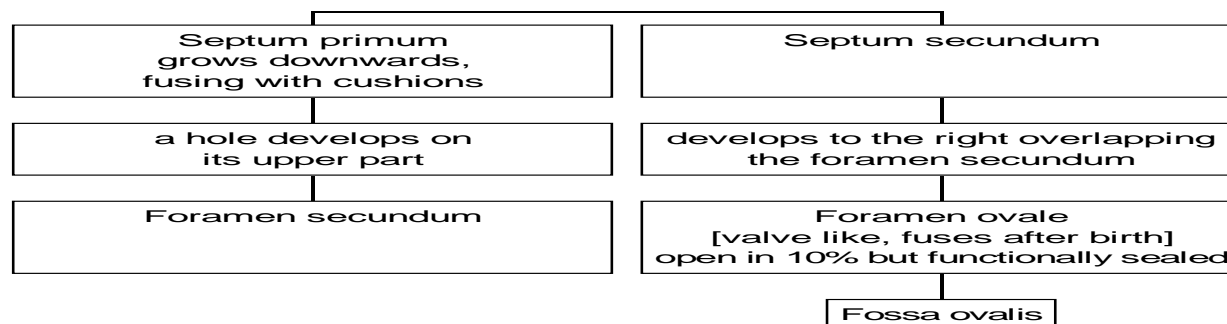 Septum primum
grows downwards,
fusing with cushions
a hole develops on
its upper part
Foramen secundum
Septum secundum
develops to the right overlapping
the foramen secundum
Foramen ovale
[valve like, fuses after birth]
open in 10% but functionally sealed
Fossa ovalis